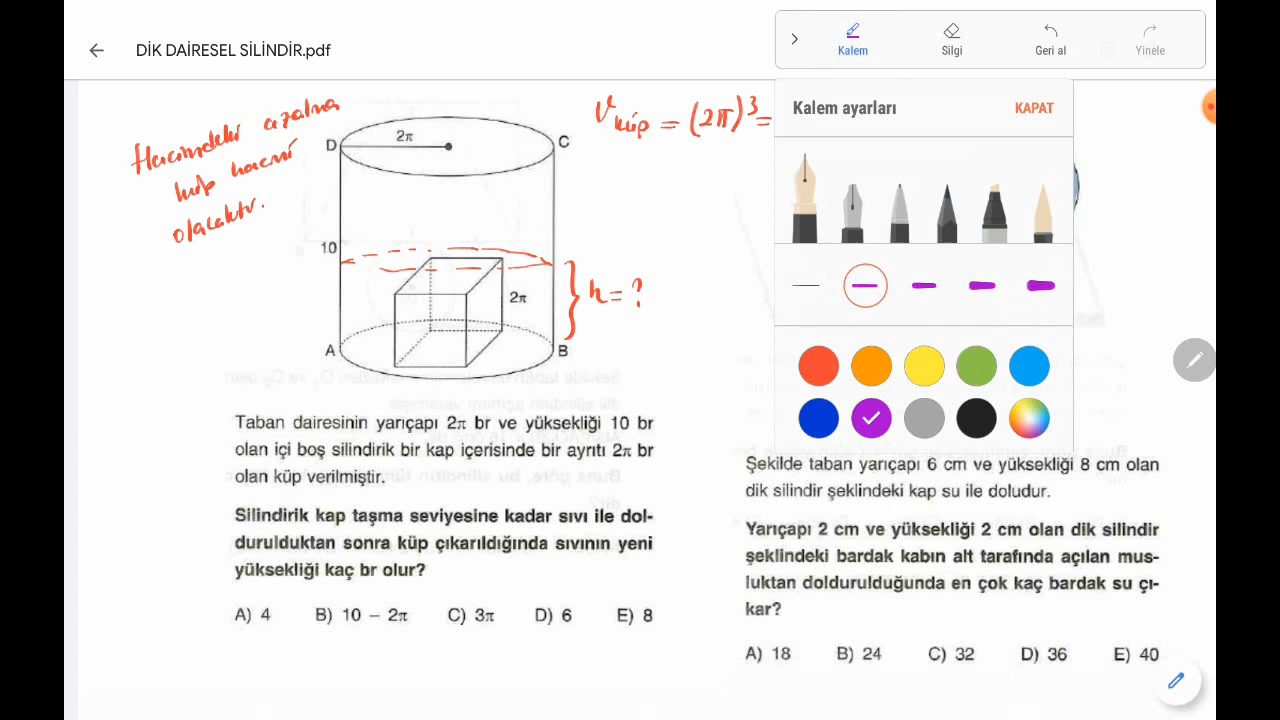 DİK DAİRESEL SİLİNDİR.pdf
Kalem
Silgi
Geri al
Yinele
Kalem ayarları
KAPAT
Hacimdeki azalma
küp hacmi
olacaktır.
V küp = (2π)³ =
D
2π
C
10
2π
h = ?
A
B
Taban dairesinin yarıçapı 2π br ve yüksekliği 10 br
olan içi boş silindirik bir kap içerisinde bir ayrıtı 2π br
olan küp verilmiştir.
Silindirik kap taşma seviyesine kadar sıvı ile dol-
durulduktan sonra küp çıkarıldığında sıvının yeni
yüksekliği kaç br olur?
A) 4 B) 10 – 2π C) 3π D) 6 E) 8
Şekilde taban yarıçapı 6 cm ve yüksekliği 8 cm olan
dik silindir şeklindeki kap su ile doludur.
Yarıçapı 2 cm ve yüksekliği 2 cm olan dik silindir
şeklindeki bardak kabın alt tarafında açılan mus-
luktan doldurulduğunda en çok kaç bardak su çı-
kar?
A) 18 B) 24 C) 32 D) 36 E) 40